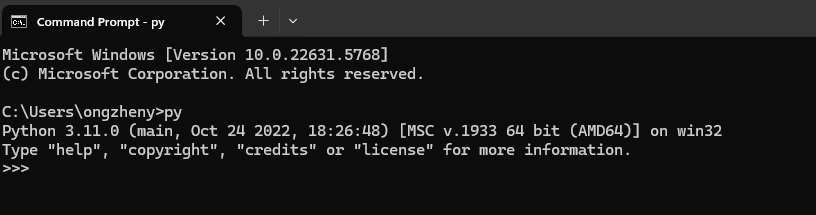 Command Prompt - py
Microsoft Windows [Version 10.0.22631.5768]
(c) Microsoft Corporation. All rights reserved.
C:\Users\ongzheny>py
Python 3.11.0 (main, Oct 24 2022, 18:26:48) [MSC v.1933 64 bit (AMD64)] on win32
Type "help", "copyright", "credits" or "license" for more information.
>>>